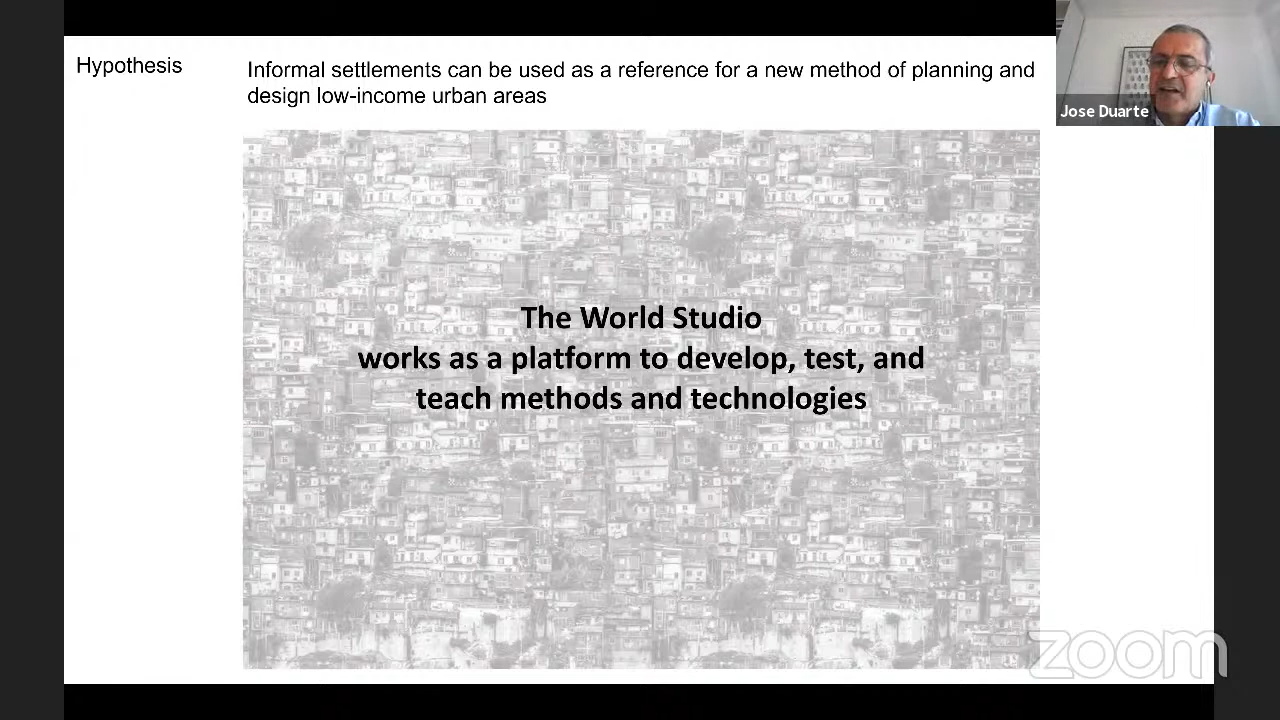 Hypothesis
Informal settlements can be used as a reference for a new method of planning and
design low-income urban areas
Jose Duarte
The World Studio
works as a platform to develop, test, and
teach methods and technologies
zoom